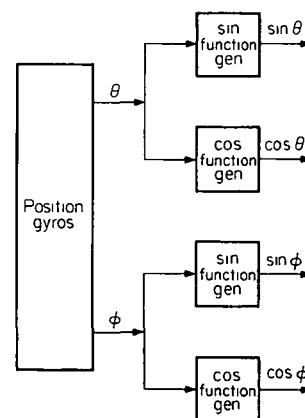 sin
function
gen
sin θ
θ
cos
function
gen
cos θ
Position
gyros
sin
function
gen
sin ϕ
ϕ
cos
function
gen
cos ϕ